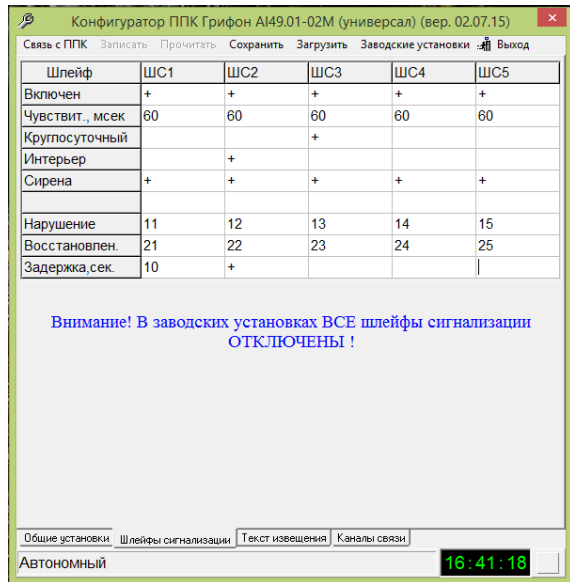 Конфигуратор ППК Грифон AI49.01-02М (универсал) (вер. 02.07.15)
Связь с ППК Записать Прочитать Сохранить Загрузить Заводские установки Выход
Шлейф ШС1 ШС2 ШС3 ШС4 ШС5
Включен + + + + +
Чувствит., мсек 60 60 60 60 60
Круглосуточный +
Интерьер +
Сирена + + + + +
Нарушение 11 12 13 14 15
Восстановлен. 21 22 23 24 25
Задержка,сек. 10 +
Внимание! В заводских установках ВСЕ шлейфы сигнализации
ОТКЛЮЧЕНЫ !
Общие установки Шлейфы сигнализации Текст извещения Каналы связи
Автономный 16:41:18